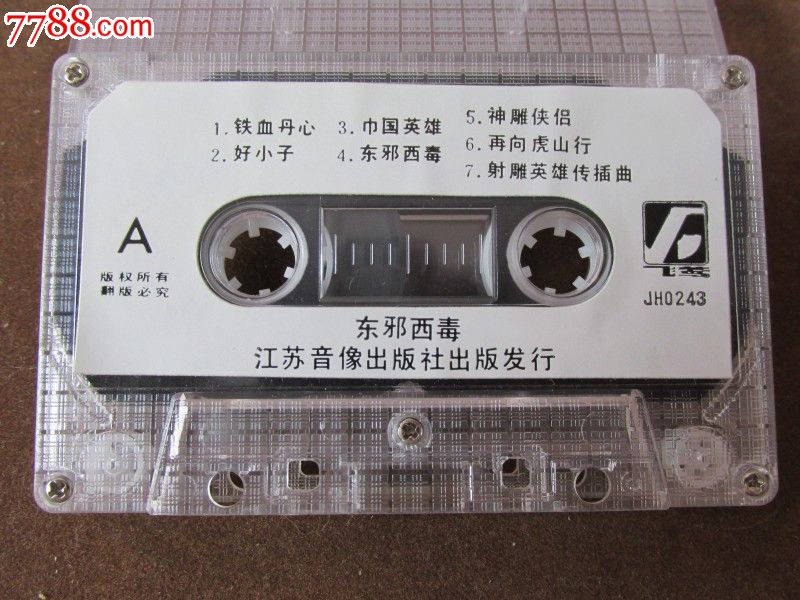 7788.com
1. 铁血丹心 3. 巾国英雄 5. 神雕侠侣
2. 好小子 4. 东邪西毒 6. 再向虎山行
7. 射雕英雄传插曲
A
版权所有
翻版必究
JH0243
东邪西毒
江苏音像出版社出版发行